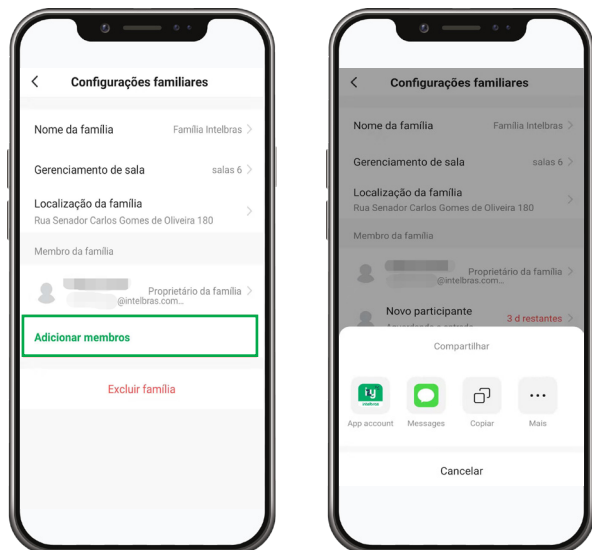 Configurações familiares
Nome da família Família Intelbras
Gerenciamento de sala salas 6
Localização da família
Rua Senador Carlos Gomes de Oliveira 180
Membro da família
Proprietário da família
@intelbras.com...
Adicionar membros
Excluir família
Configurações familiares
Nome da família Família Intelbras
Gerenciamento de sala salas 6
Localização da família
Rua Senador Carlos Gomes de Oliveira 180
Membro da família
Proprietário da família
@intelbras.com...
Novo participante 3 d restantes
Compartilhar
intelbras
App account Messages Copiar Mais
Cancelar